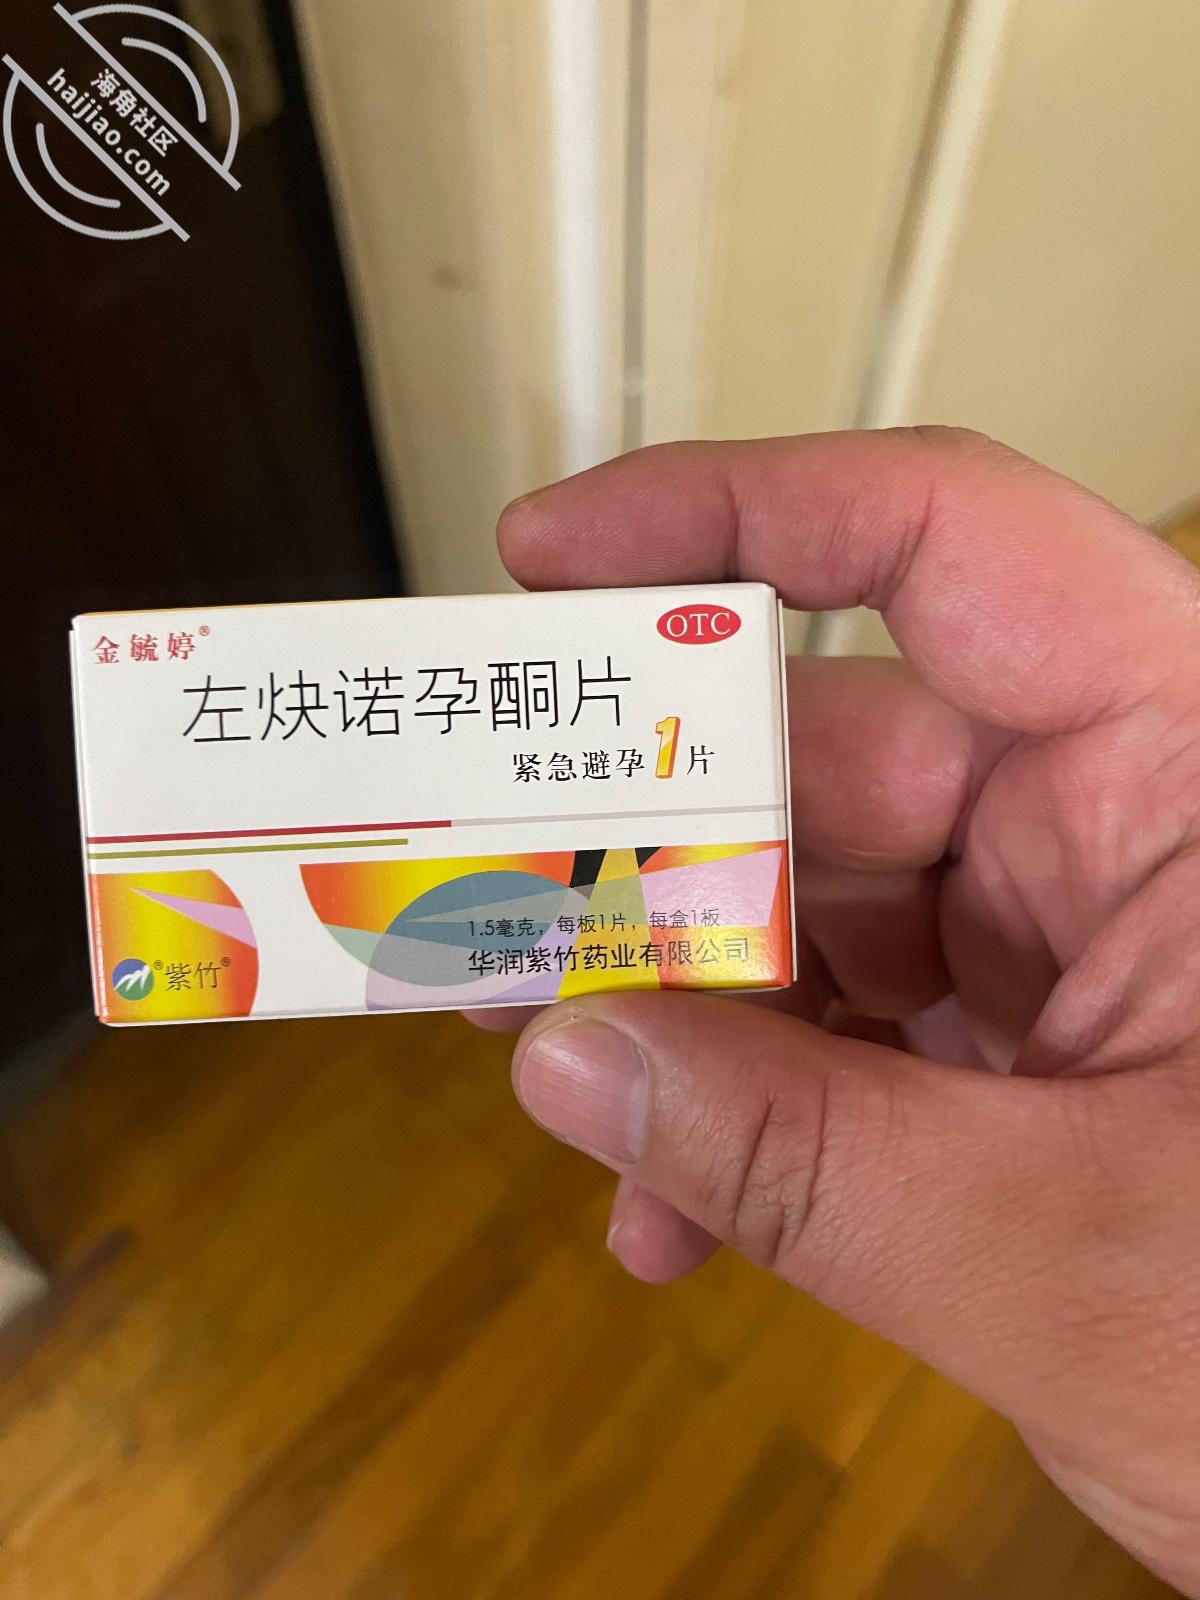 海角社区
haijiao.com
金毓婷®
OTC
左炔诺孕酮片
紧急避孕1片
1.5毫克，每板1片，每盒1板
华润紫竹药业有限公司
®紫竹®